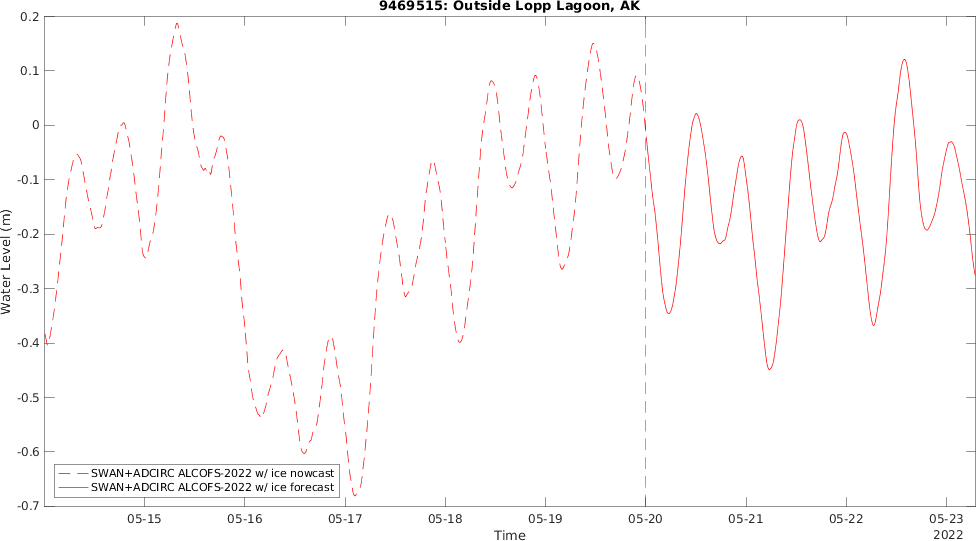 9469515: Outside Lopp Lagoon, AK
0.2
0.1
0
-0.1
-0.2
-0.3
-0.4
-0.5
-0.6
-0.7
Water Level (m)
SWAN+ADCIRC ALCOFS-2022 w/ ice nowcast
SWAN+ADCIRC ALCOFS-2022 w/ ice forecast
05-15 05-16 05-17 05-18 05-19 05-20 05-21 05-22 05-23
Time 2022